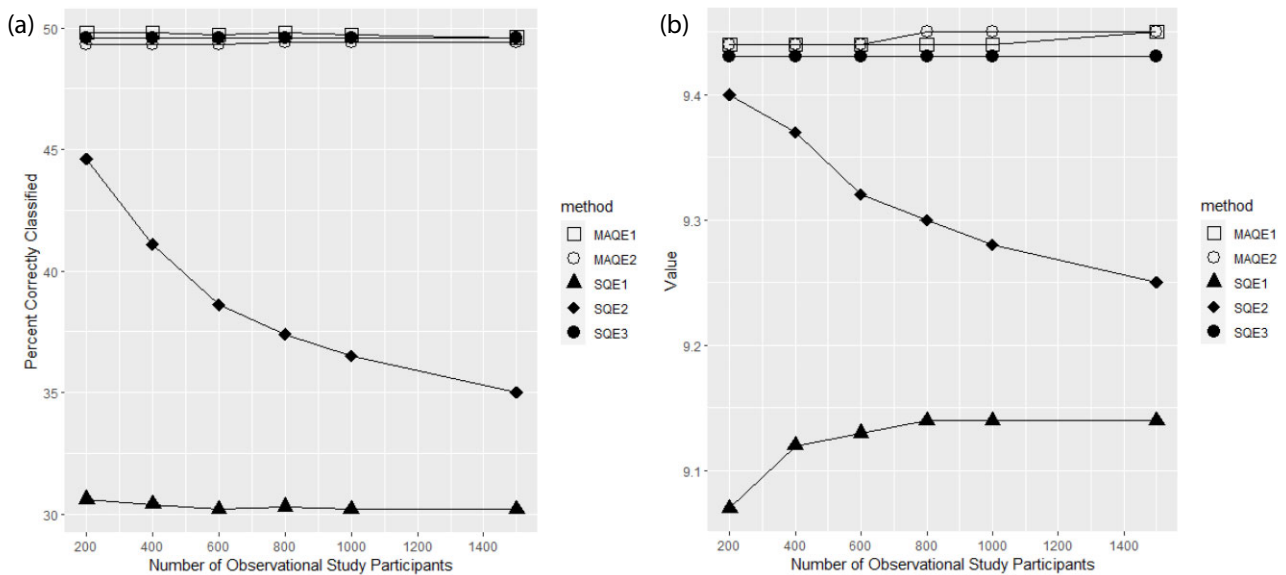 (a)
50
45
40
35
30
Percent Correctly Classified
200 400 600 800 1000 1200 1400
Number of Observational Study Participants
method
MAQE1
MAQE2
SQE1
SQE2
SQE3
(b)
9.4
9.3
9.2
9.1
Value
200 400 600 800 1000 1200 1400
Number of Observational Study Participants
method
MAQE1
MAQE2
SQE1
SQE2
SQE3